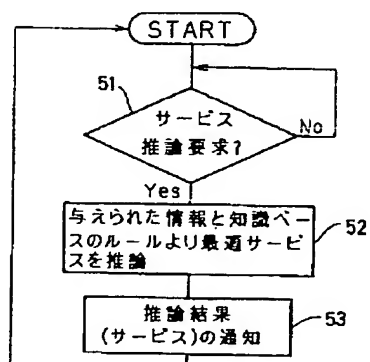 START
51
サービス
推論要求?
No
Yes
与えられた情報と知識ベー
スのルールより最適サービ
スを推論
52
推論結果
(サービス)の通知
53